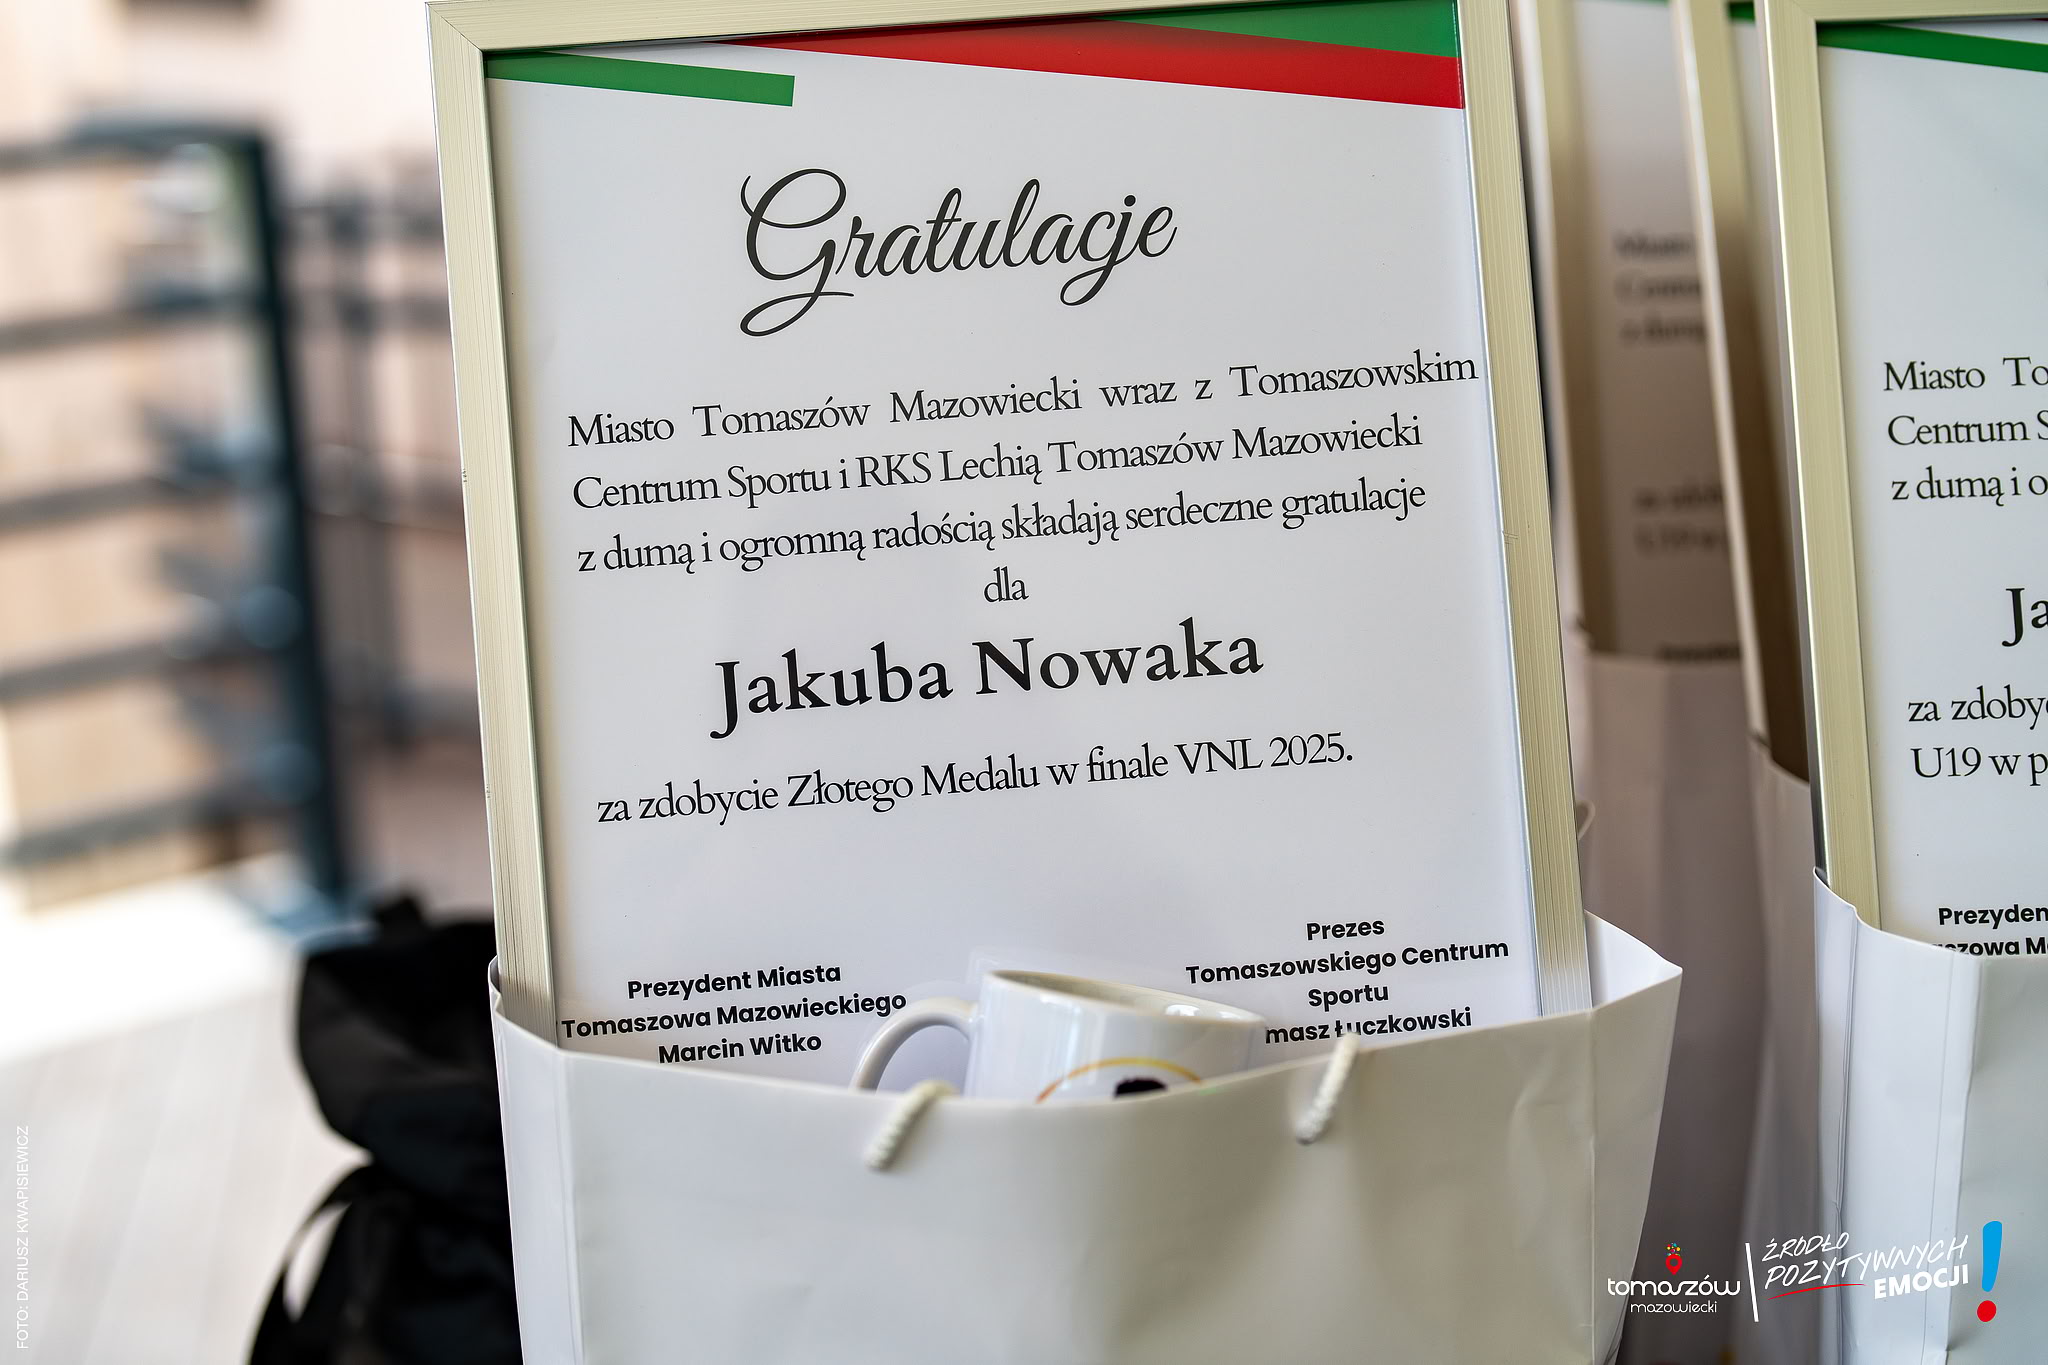 Gratulacje
Miasto Tomaszów Mazowiecki wraz z Tomaszowskim
Centrum Sportu i RKS Lechią Tomaszów Mazowiecki
z dumą i ogromną radością składają serdeczne gratulacje
dla
Jakuba Nowaka
za zdobycie Złotego Medalu w finale VNL 2025.
Prezydent Miasta
Tomaszowa Mazowieckiego
Marcin Witko
Prezes
Tomaszowskiego Centrum
Sportu
masz Łuczkowski
Miasto To
Centrum S
z dumą i o
Ja
za zdoby
U19 w p
Prezyden
szowa M
FOTO: DARIUSZ KWAPISIEWICZ
tomaszów
mazowiecki
ŹRÓDŁO
POZYTYWNYCH
EMOCJI!